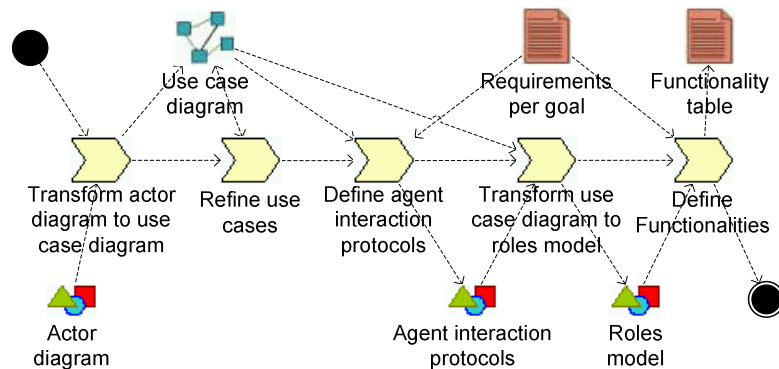 Use case
diagram
Requirements
per goal
Functionality
table
Transform actor
diagram to use
case diagram
Refine use
cases
Define agent
interaction
protocols
Transform use
case diagram to
roles model
Define
Functionalities
Actor
diagram
Agent interaction
protocols
Roles
model